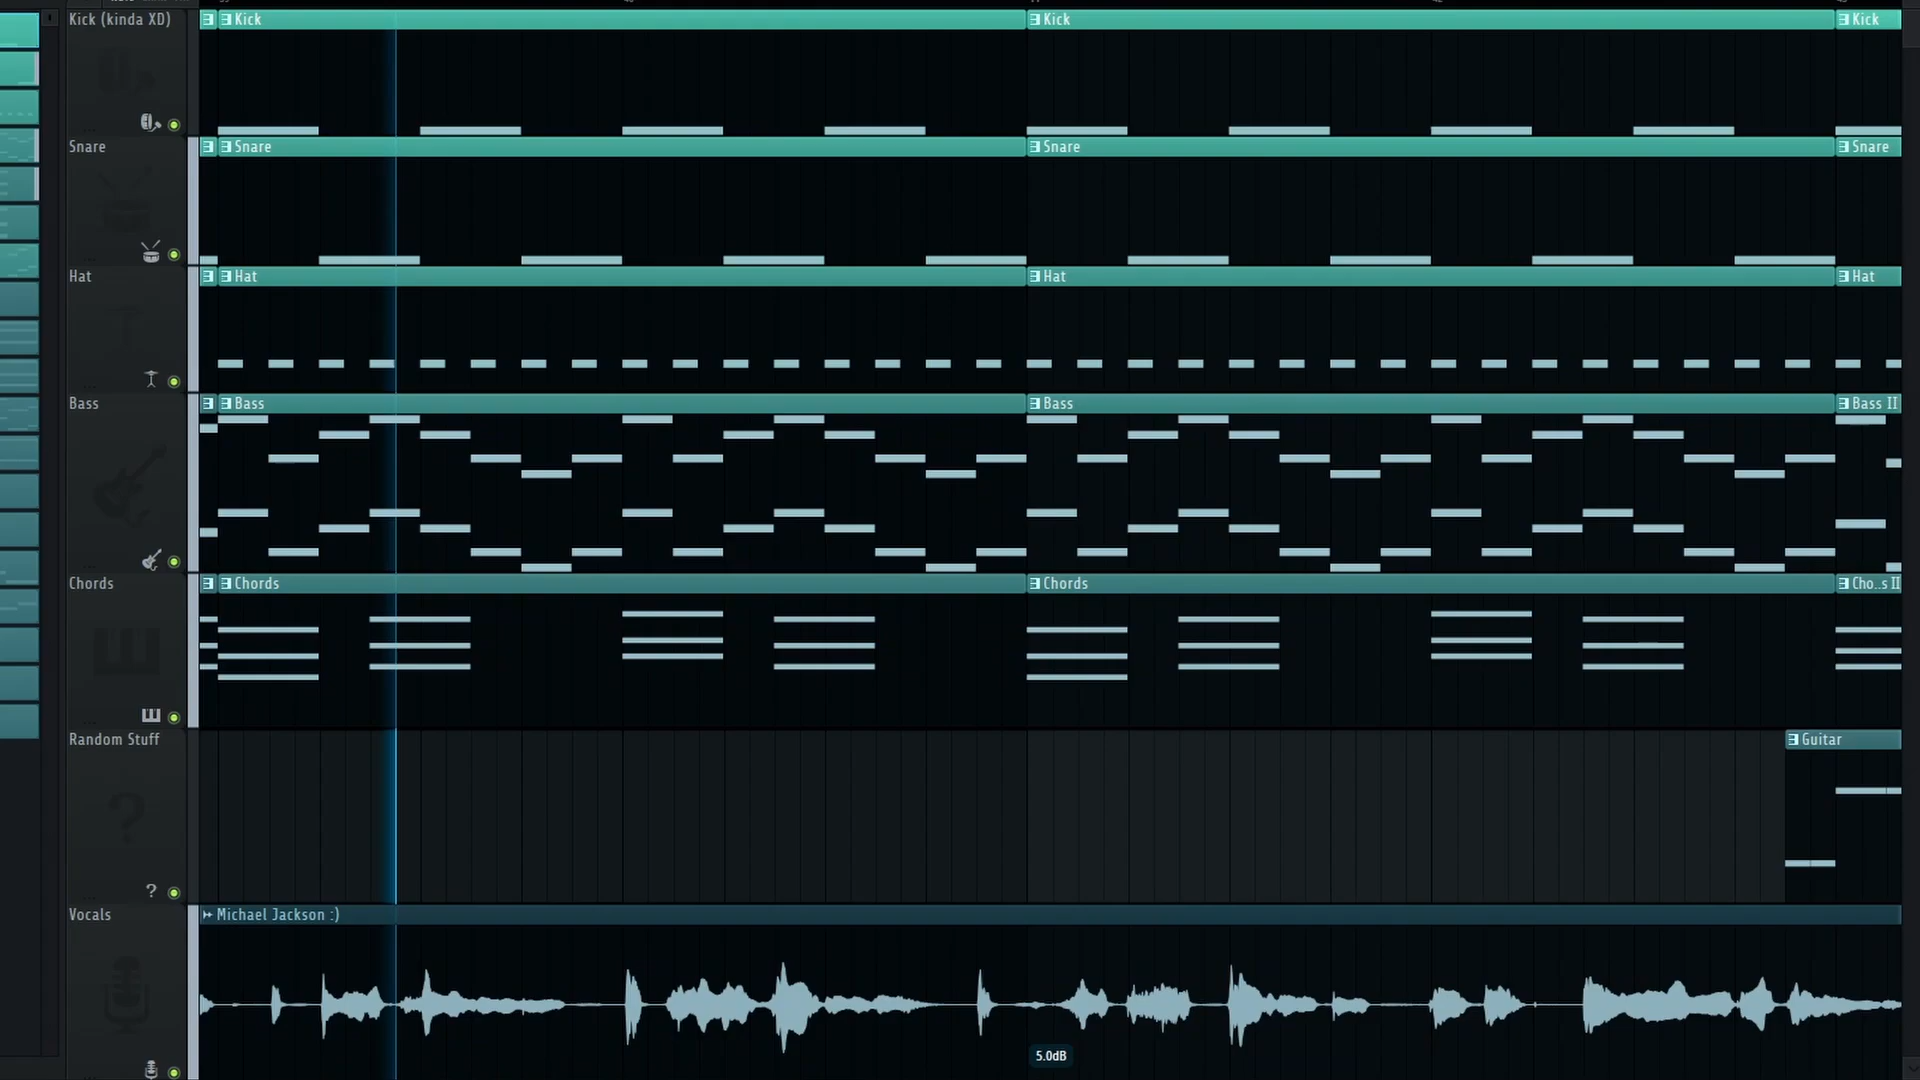 Kick (kinda XD)
Kick
Kick
Kick
Snare
Snare
Snare
Snare
Hat
Hat
Hat
Hat
Bass
Bass
Bass
Bass II
Chords
Chords
Chords
Cho..s II
Random Stuff
Guitar
?
Vocals
Michael Jackson :)
5.0dB